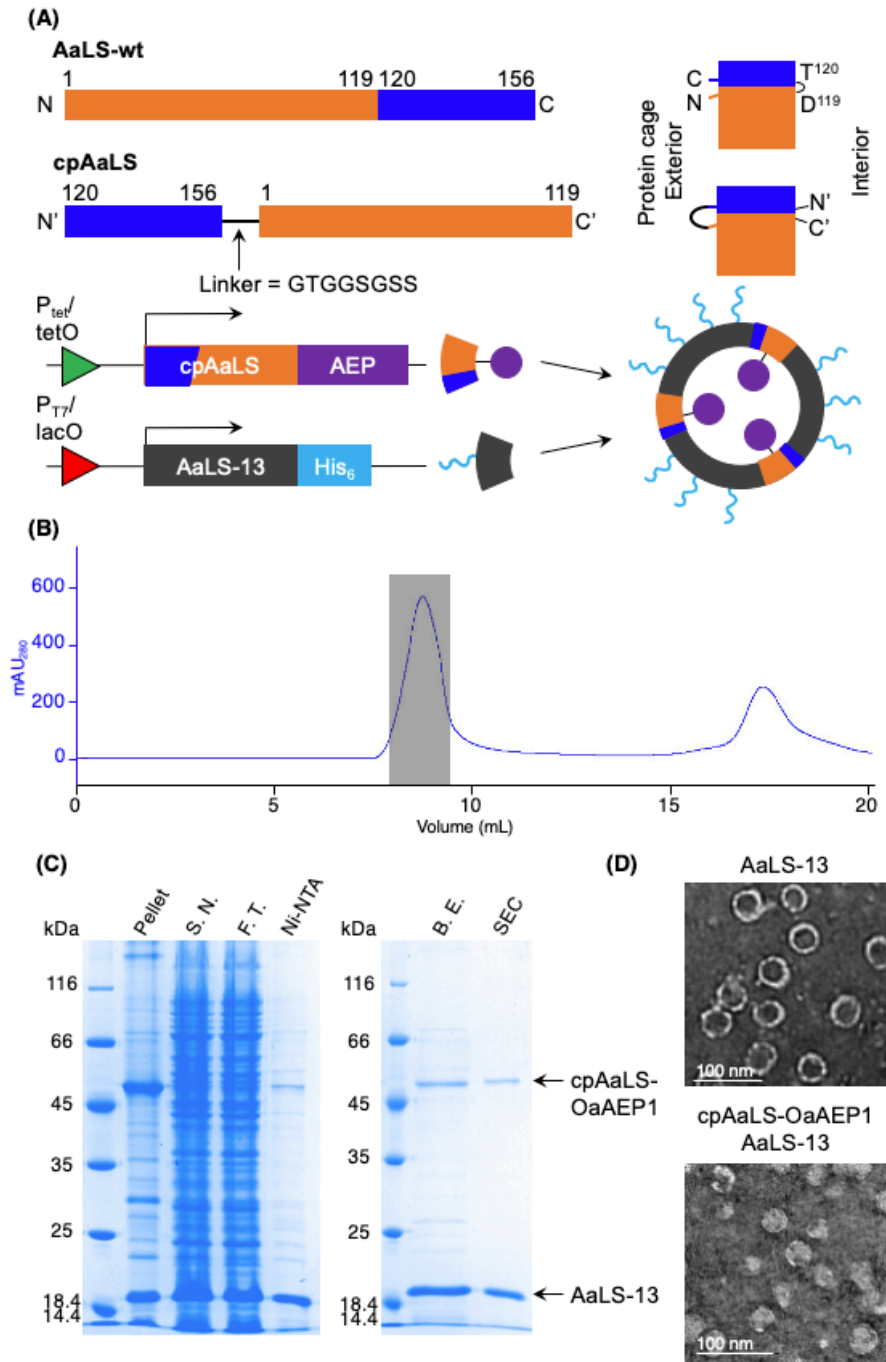 (A)
AaLS-wt
1 119 120 156
N C
cpAaLS
120 156 1 119
N' C'
Linker = GTGGSGSS
C T¹²⁰
N D¹¹⁹
Protein cage
Exterior
Interior
N'
C'
P_tet/
tetO
cpAaLS AEP
P_T7/
lacO
AaLS-13 His₆
(B)
mAU₂₈₀
600
400
200
0
0 5 10 15 20
Volume (mL)
(C)
kDa Pellet S. N. F. T. Ni-NTA
116
66
45
35
25
18.4
14.4
kDa B. E. SEC
116
66
45
35
25
18.4
14.4
cpAaLS-
OaAEP1
AaLS-13
(D)
AaLS-13
100 nm
cpAaLS-OaAEP1
AaLS-13
100 nm